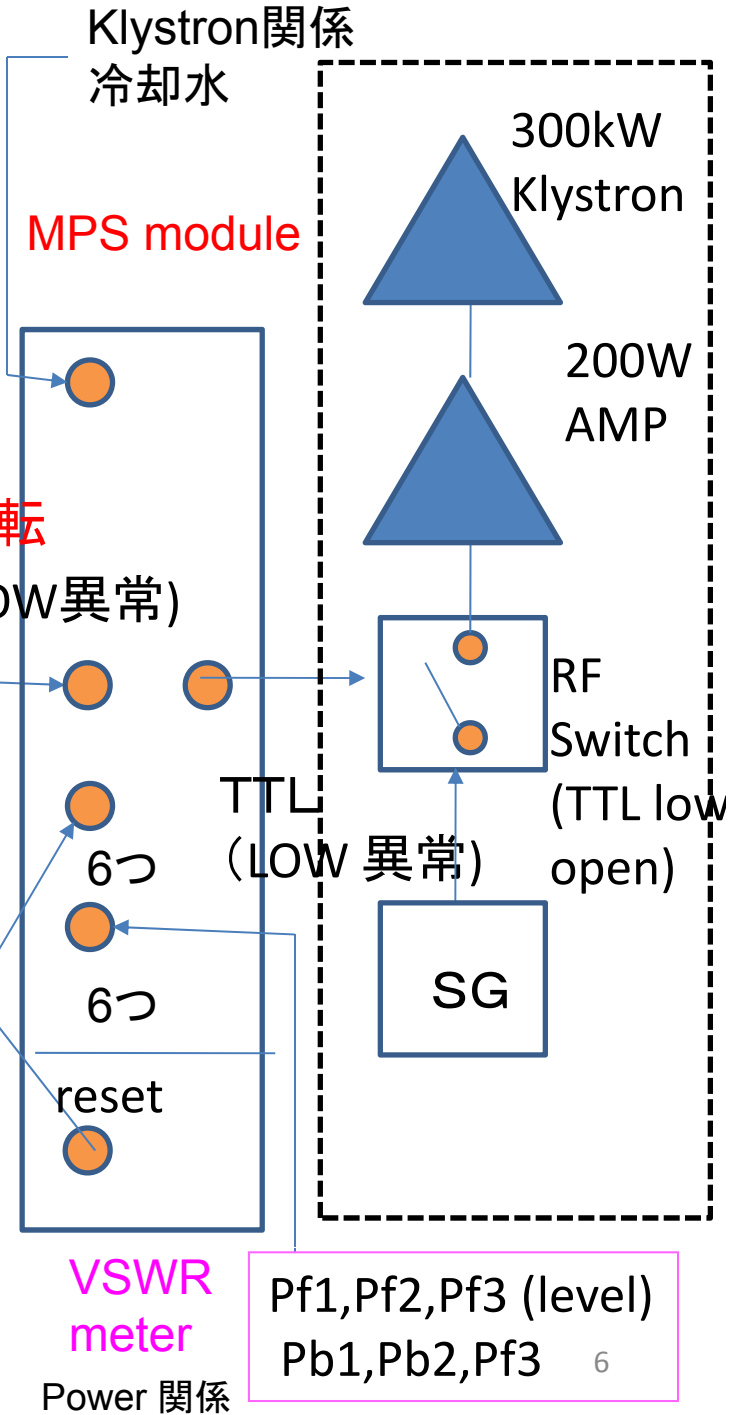 Klystron関係
冷却水
300kW
Klystron
MPS module
200W
AMP
転
OW異常)
RF
Switch
(TTL low
open)
TTL
（LOW 異常)
6つ
6つ
SG
reset
VSWR
meter
Power 関係
Pf1,Pf2,Pf3 (level)
Pb1,Pb2,Pf3
6